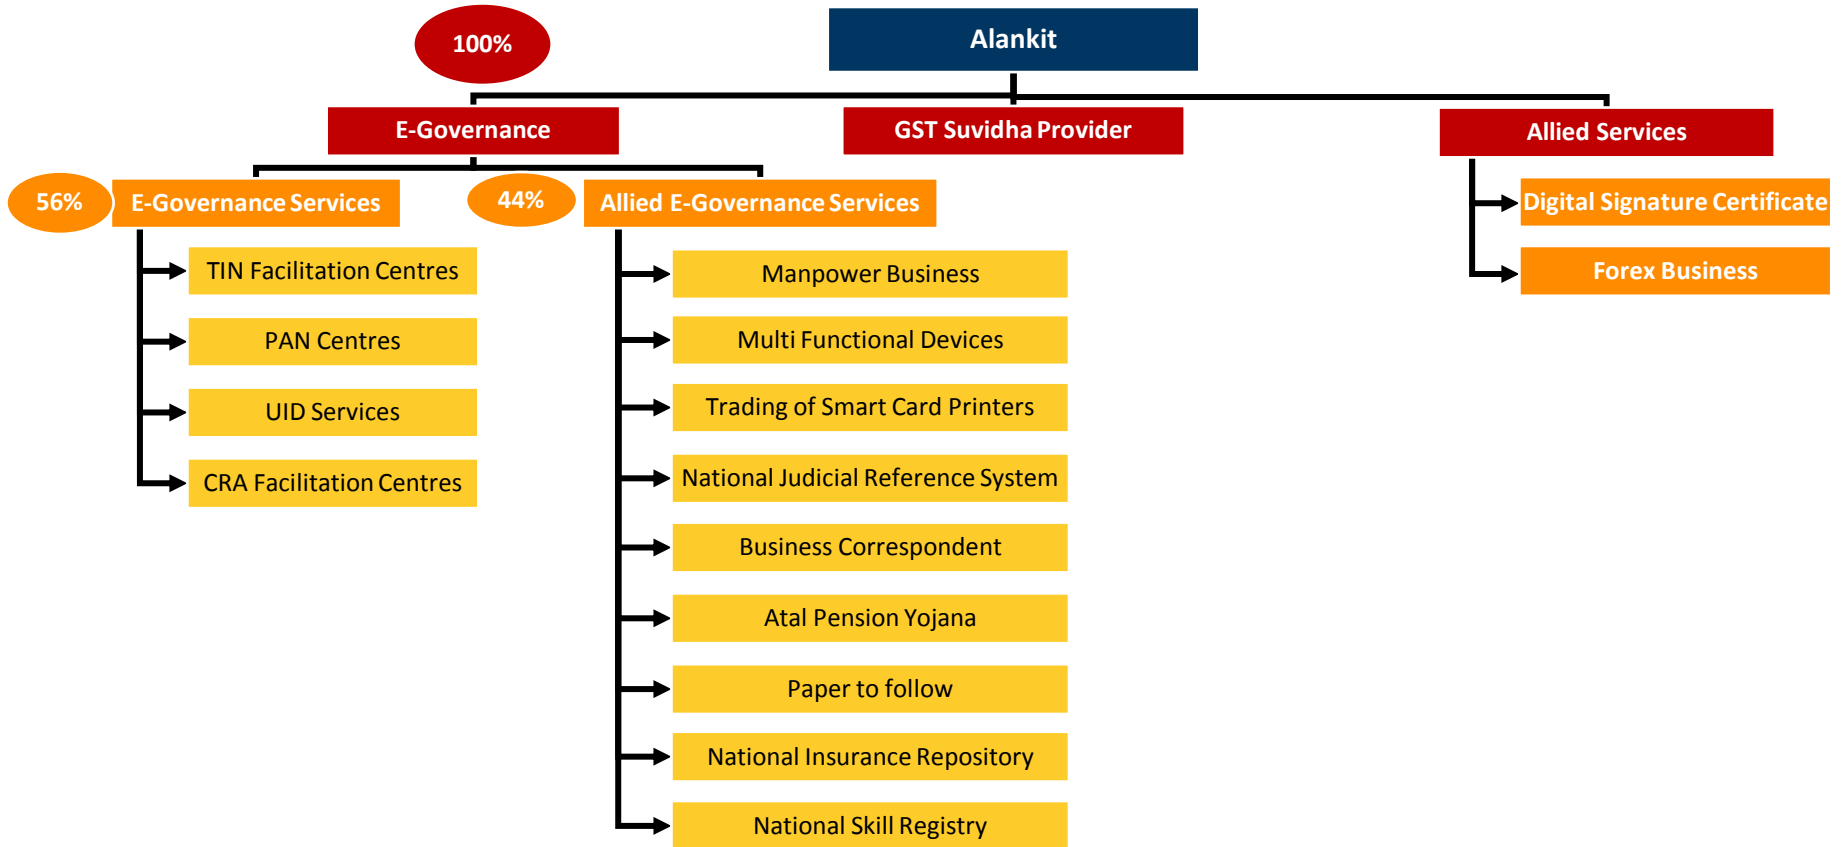 100%
Alankit
E-Governance
GST Suvidha Provider
Allied Services
56%
E-Governance Services
44%
Allied E-Governance Services
Digital Signature Certificate
Forex Business
TIN Facilitation Centres
PAN Centres
UID Services
CRA Facilitation Centres
Manpower Business
Multi Functional Devices
Trading of Smart Card Printers
National Judicial Reference System
Business Correspondent
Atal Pension Yojana
Paper to follow
National Insurance Repository
National Skill Registry